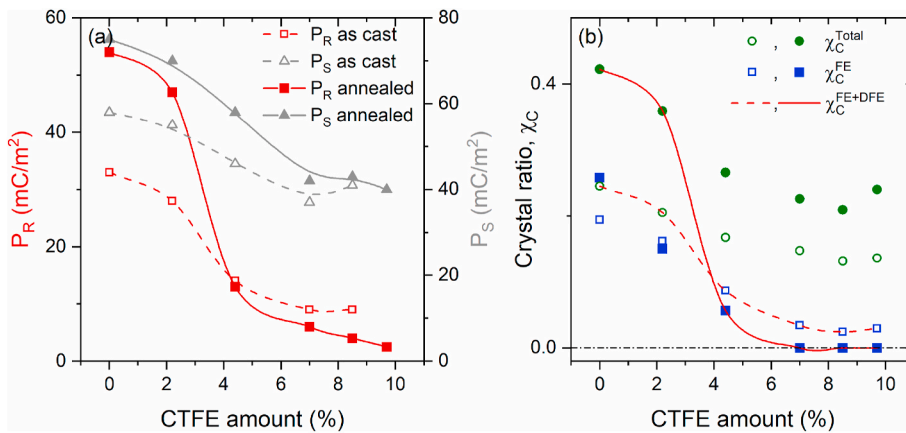 (a)
P_R as cast
P_S as cast
P_R annealed
P_S annealed
60
40
20
0
P_R (mC/m²)
80
60
40
20
0
P_S (mC/m²)
0 2 4 6 8 10
CTFE amount (%)
(b)
, χ_C^Total
, χ_C^FE
χ_C^FE+DFE
0.4
0.0
Crystal ratio, χ_C
0 2 4 6 8 10
CTFE amount (%)